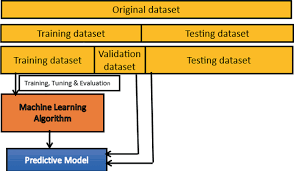 Original dataset
Training dataset
Testing dataset
Training dataset
Validation
dataset
Testing dataset
Training, Tuning & Evaluation
Machine Learning
Algorithm
Predictive Model